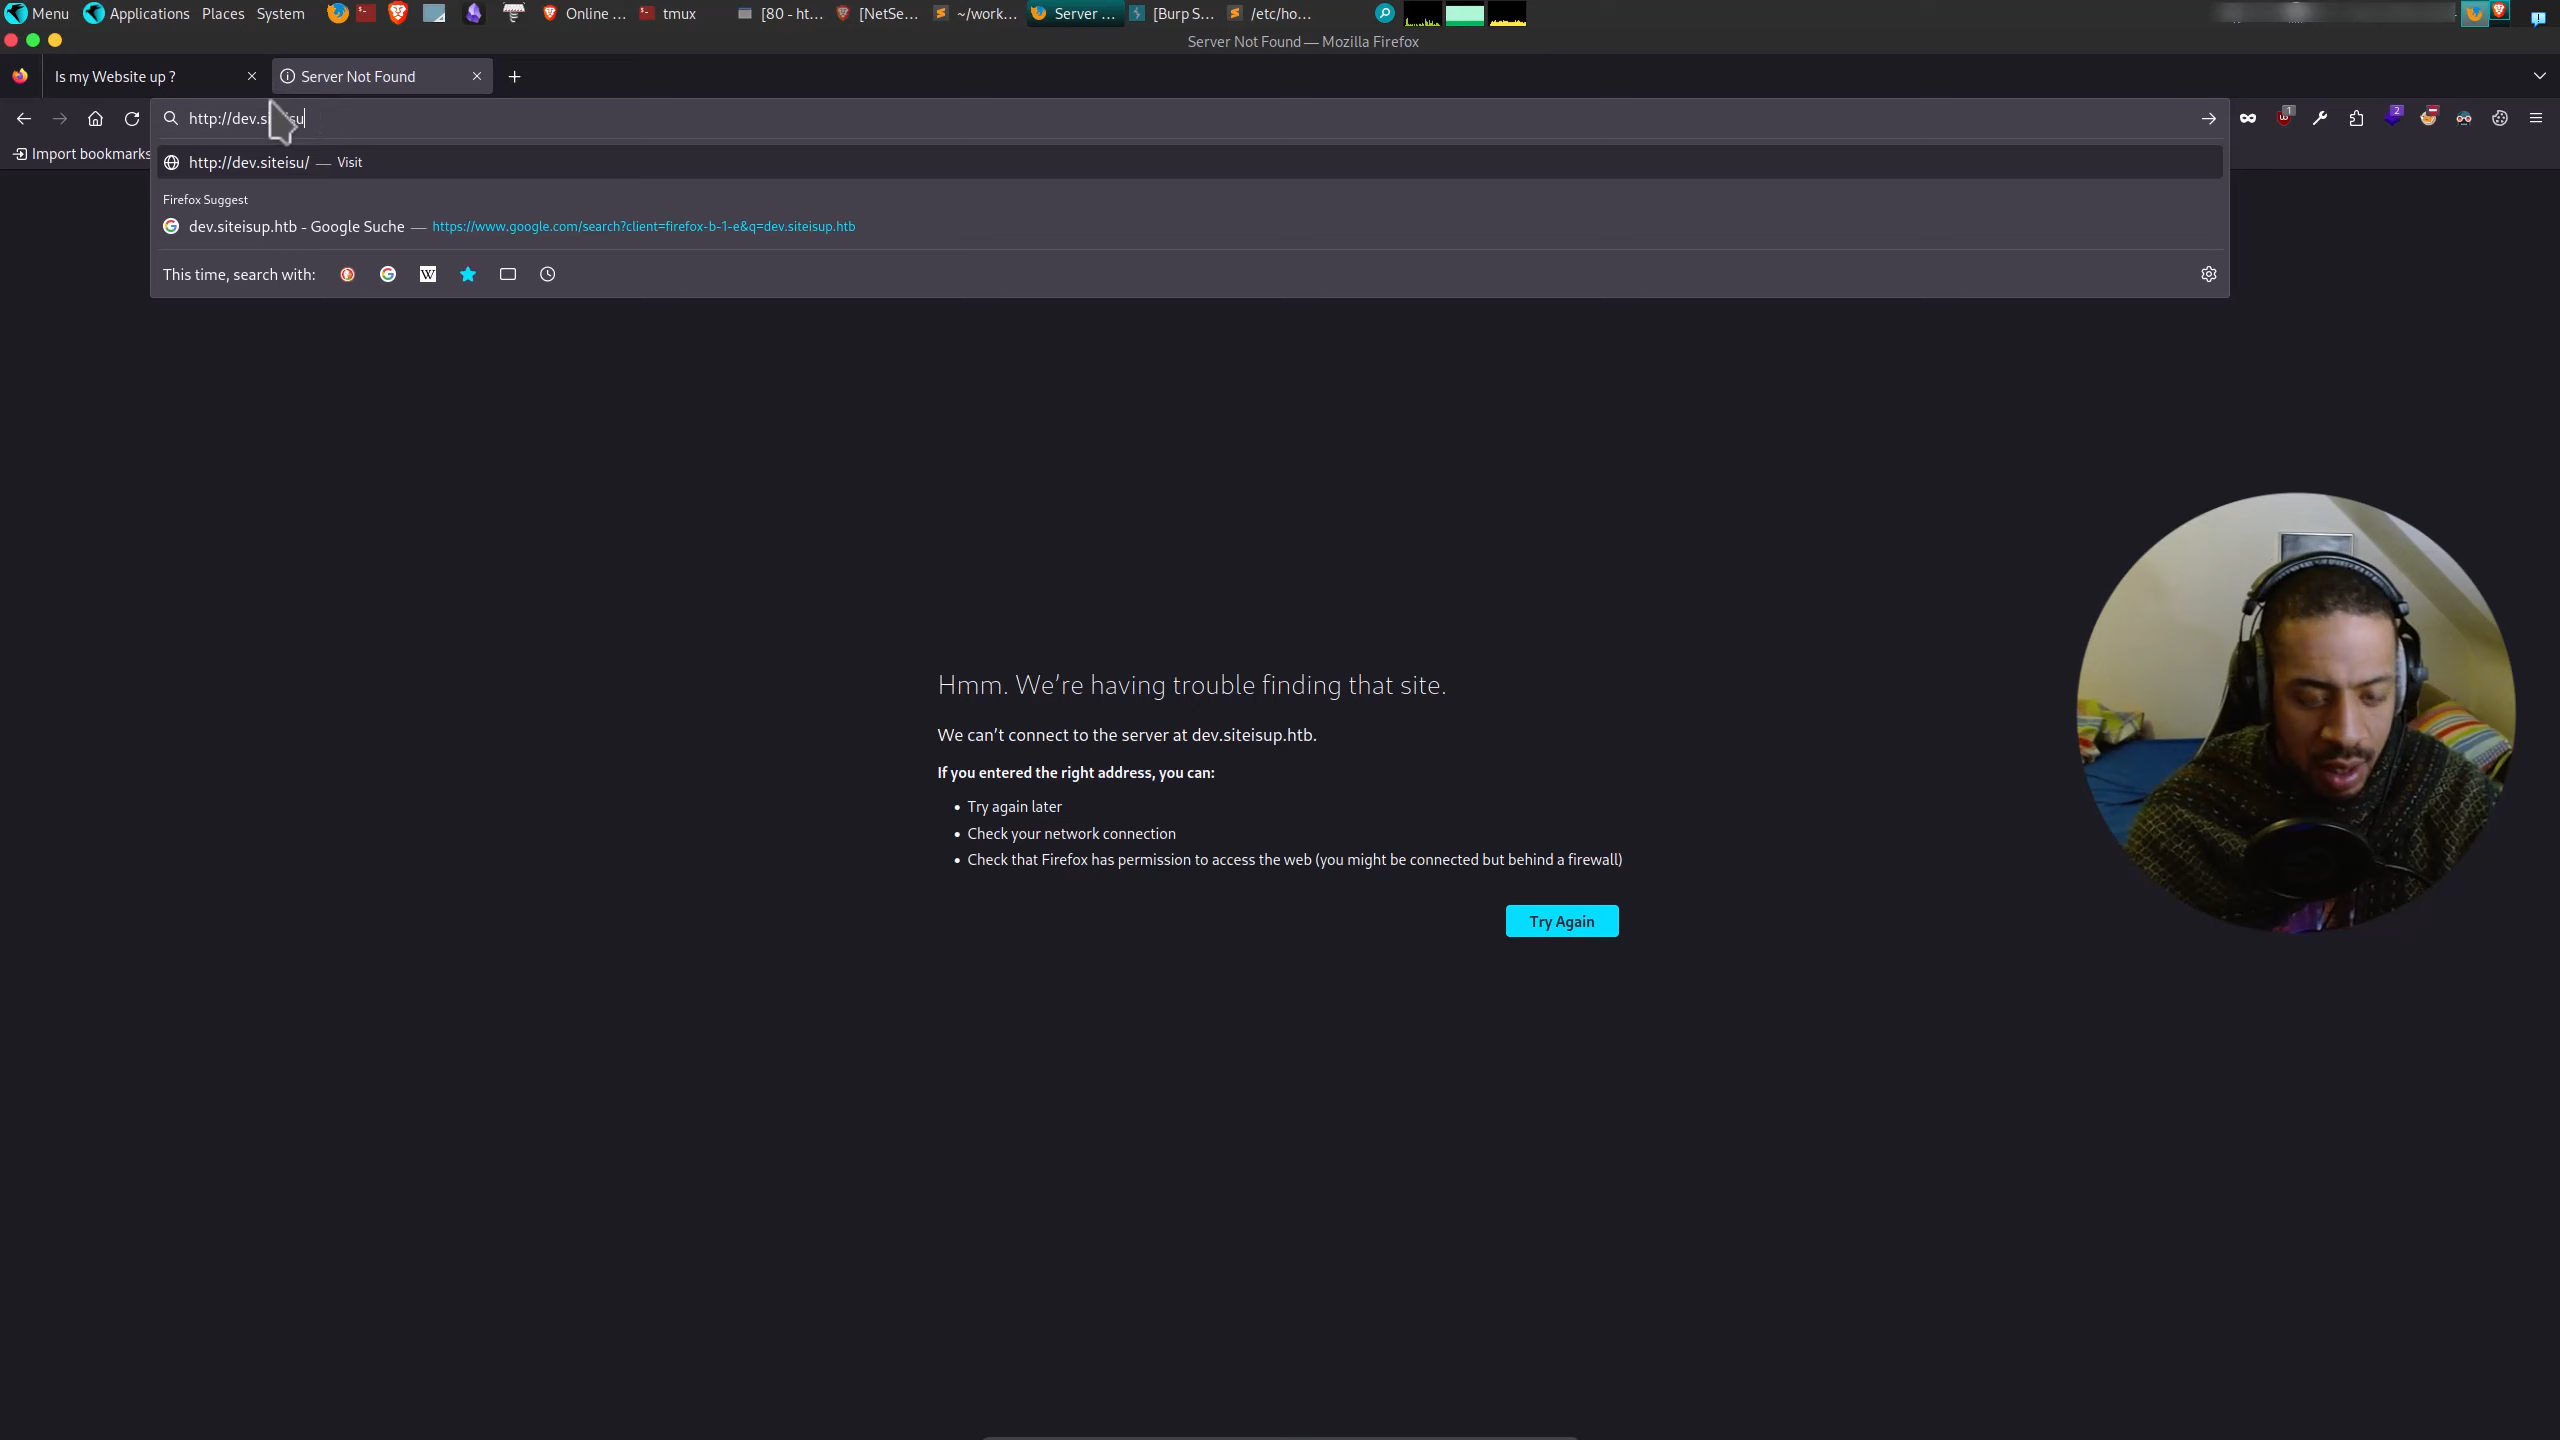 Menu Applications Places System Online ... tmux [80 - ht... [NetSe... ~/work... Server ... [Burp S... /etc/ho...
Server Not Found — Mozilla Firefox
Is my Website up ? Server Not Found
http://dev.s su 1 2
Import bookmarks
http://dev.siteisu/ — Visit
Firefox Suggest
dev.siteisup.htb - Google Suche — https://www.google.com/search?client=firefox-b-1-e&q=dev.siteisup.htb
This time, search with: W
Hmm. We're having trouble finding that site.
We can't connect to the server at dev.siteisup.htb.
If you entered the right address, you can:
• Try again later
• Check your network connection
• Check that Firefox has permission to access the web (you might be connected but behind a firewall)
Try Again